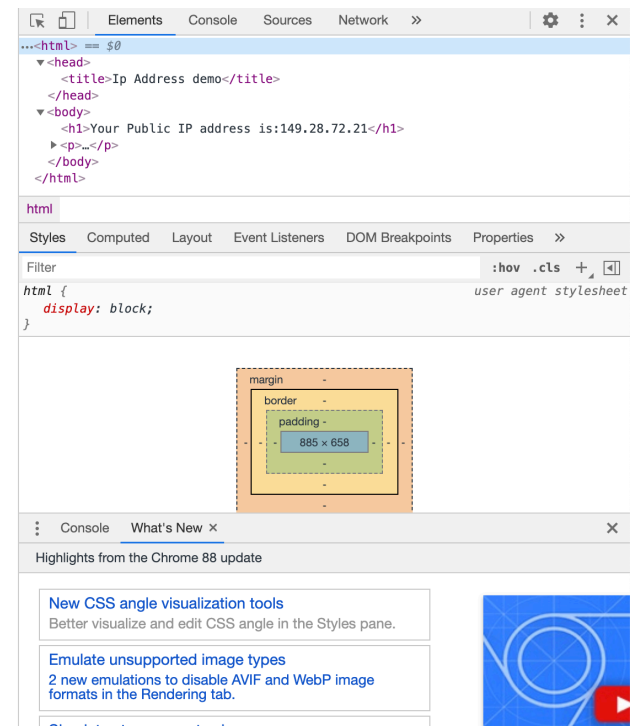 Elements Console Sources Network »
...<html> == $0
<head>
<title>Ip Address demo</title>
</head>
<body>
<h1>Your Public IP address is:149.28.72.21</h1>
<p>…</p>
</body>
</html>
html
Styles Computed Layout Event Listeners DOM Breakpoints Properties »
Filter :hov .cls +
html { user agent stylesheet
display: block;
}
margin -
border -
padding -
- - - 885 × 658 - - -
-
-
-
Console What's New ×
Highlights from the Chrome 88 update
New CSS angle visualization tools
Better visualize and edit CSS angle in the Styles pane.
Emulate unsupported image types
2 new emulations to disable AVIF and WebP image
formats in the Rendering tab.